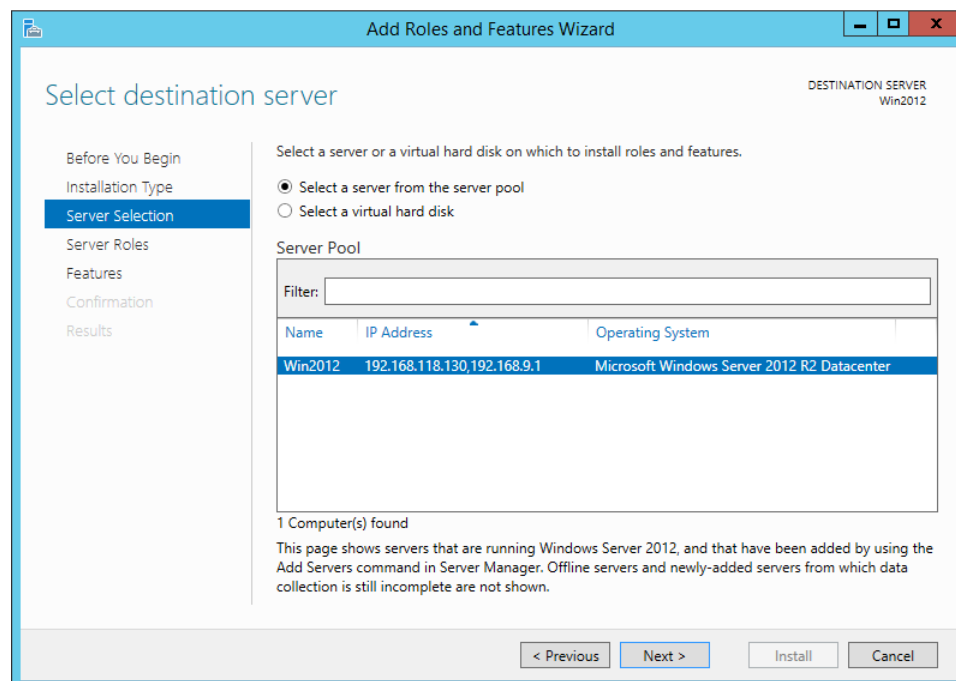 Add Roles and Features Wizard
Select destination server
DESTINATION SERVER
Win2012
Before You Begin
Installation Type
Server Selection
Server Roles
Features
Confirmation
Results
Select a server or a virtual hard disk on which to install roles and features.
Select a server from the server pool
Select a virtual hard disk
Server Pool
Filter:
Name IP Address Operating System
Win2012 192.168.118.130,192.168.9.1 Microsoft Windows Server 2012 R2 Datacenter
1 Computer(s) found
This page shows servers that are running Windows Server 2012, and that have been added by using the
Add Servers command in Server Manager. Offline servers and newly-added servers from which data
collection is still incomplete are not shown.
< Previous Next > Install Cancel